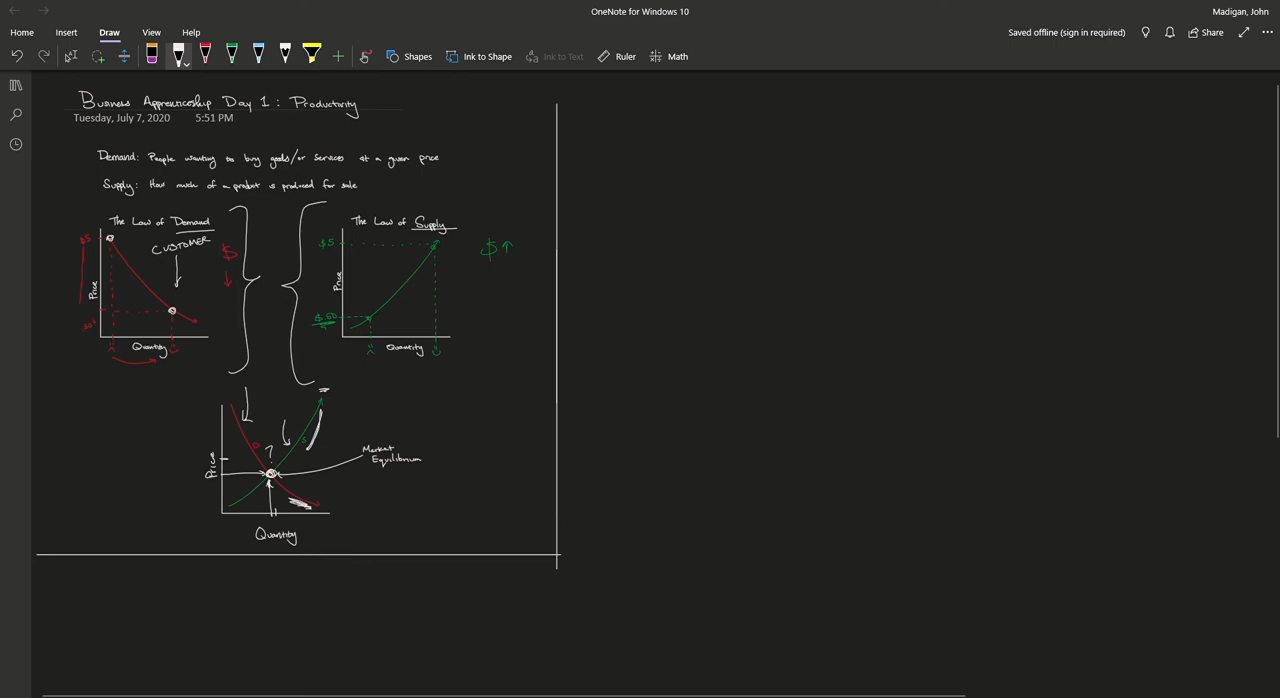 OneNote for Windows 10
Madigan, John
Home Insert Draw View Help
Saved offline (sign in required)
Share
Shapes
Ink to Shape
Ink to Text
Ruler
Math
Business Apprenticeship Day 1: Productivity
Tuesday, July 7, 2020 5:51 PM
Demand: People wanting to buy goods/or services at a given price
Supply: How much of a product is produced for sale
The Law of Demand
CUSTOMER
$5
$
Price
Quantity
The Law of Supply
$5
$
Price
$.60
Quantity
D
?
S
Market
Equilibrium
Price
Quantity